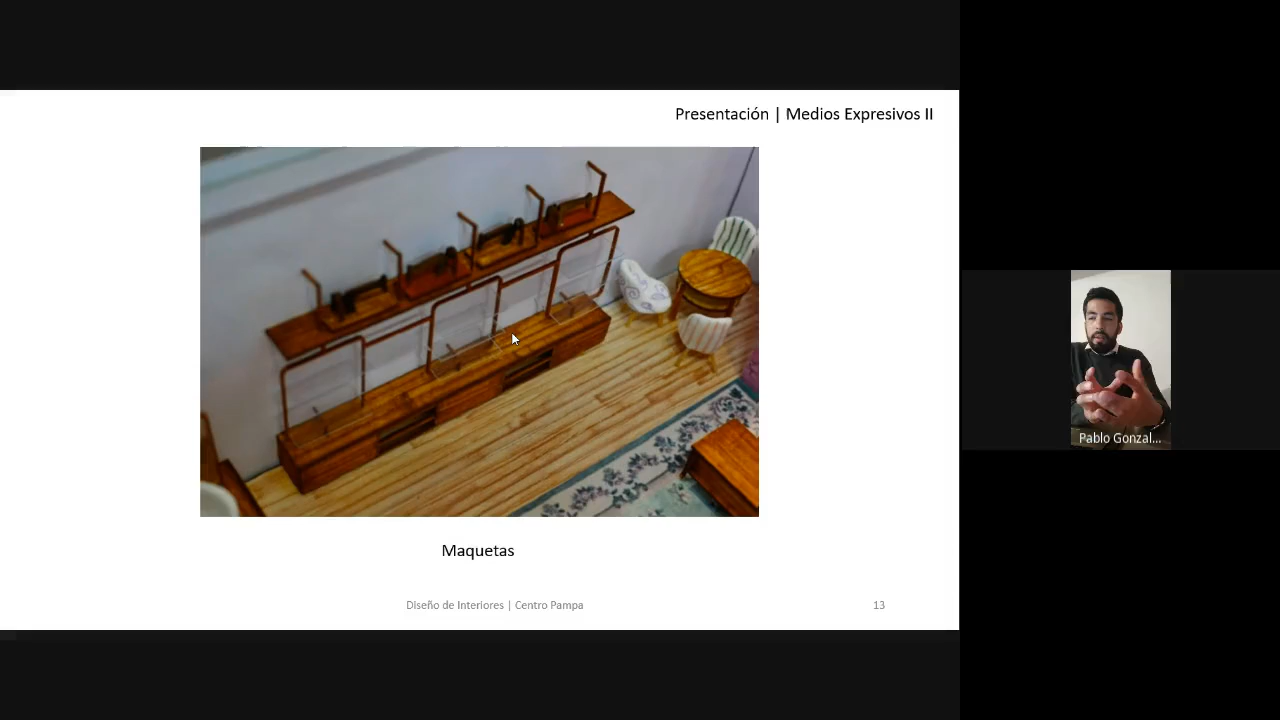 Presentación | Medios Expresivos II
Maquetas
Diseño de Interiores | Centro Pampa
13
Pablo Gonzal...